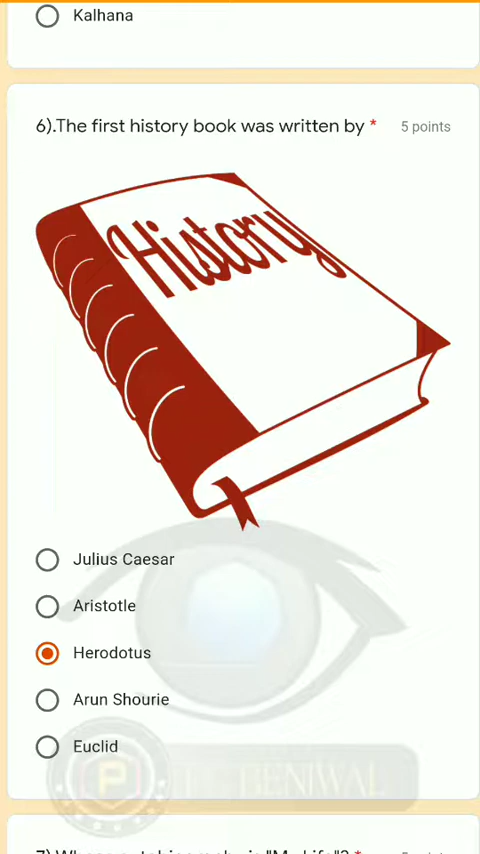 Kalhana
6).The first history book was written by *
5 points
History
Julius Caesar
Aristotle
Herodotus
Arun Shourie
Euclid
P
BENIWAL